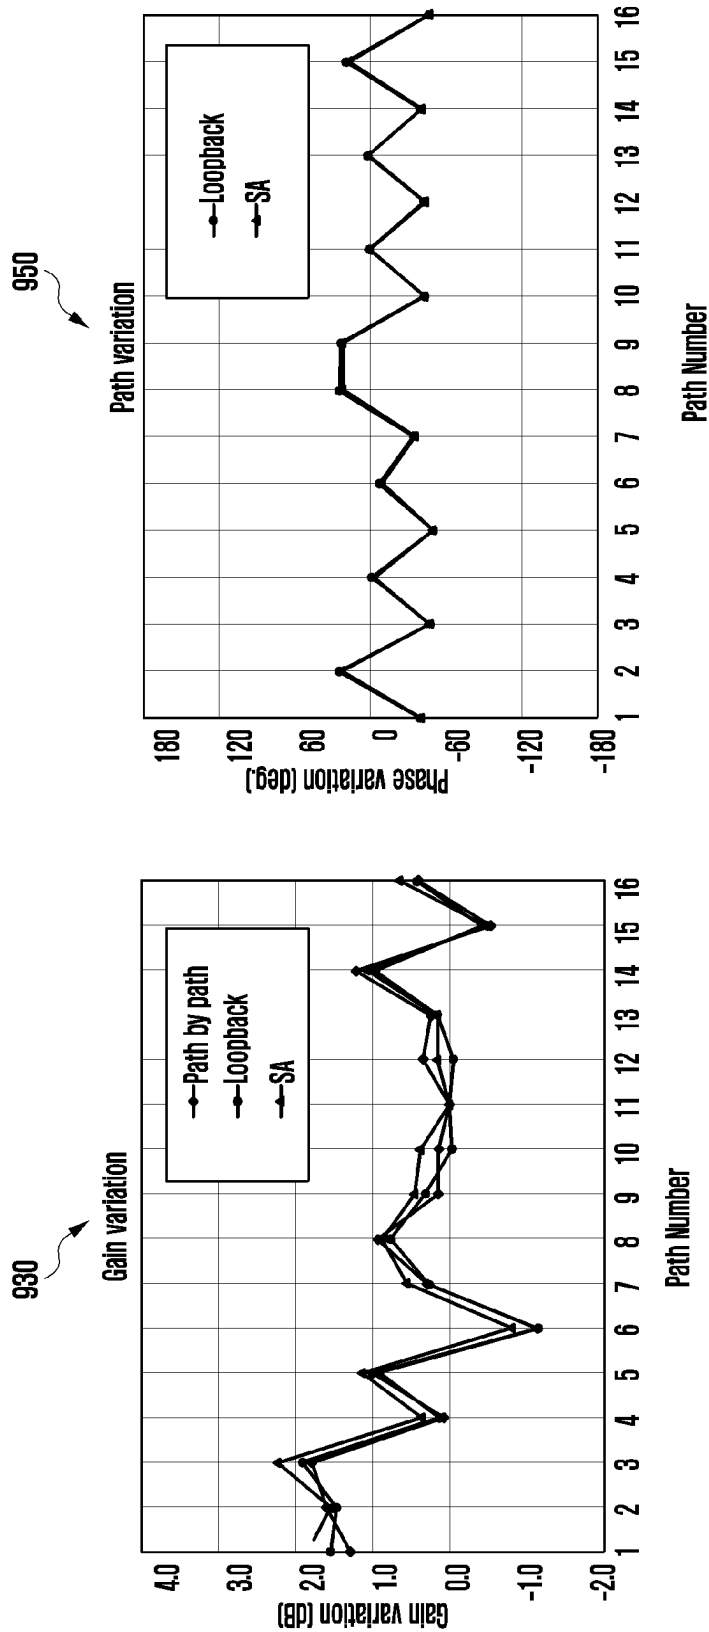 930
Gain variation
Gain variation (dB)
4.0
3.0
2.0
1.0
0.0
-1.0
-2.0
Path by path
Loopback
SA
1 2 3 4 5 6 7 8 9 10 11 12 13 14 15 16
Path Number
950
Path variation
Phase variation (deg.)
180
120
60
0
-60
-120
-180
Loopback
SA
1 2 3 4 5 6 7 8 9 10 11 12 13 14 15 16
Path Number